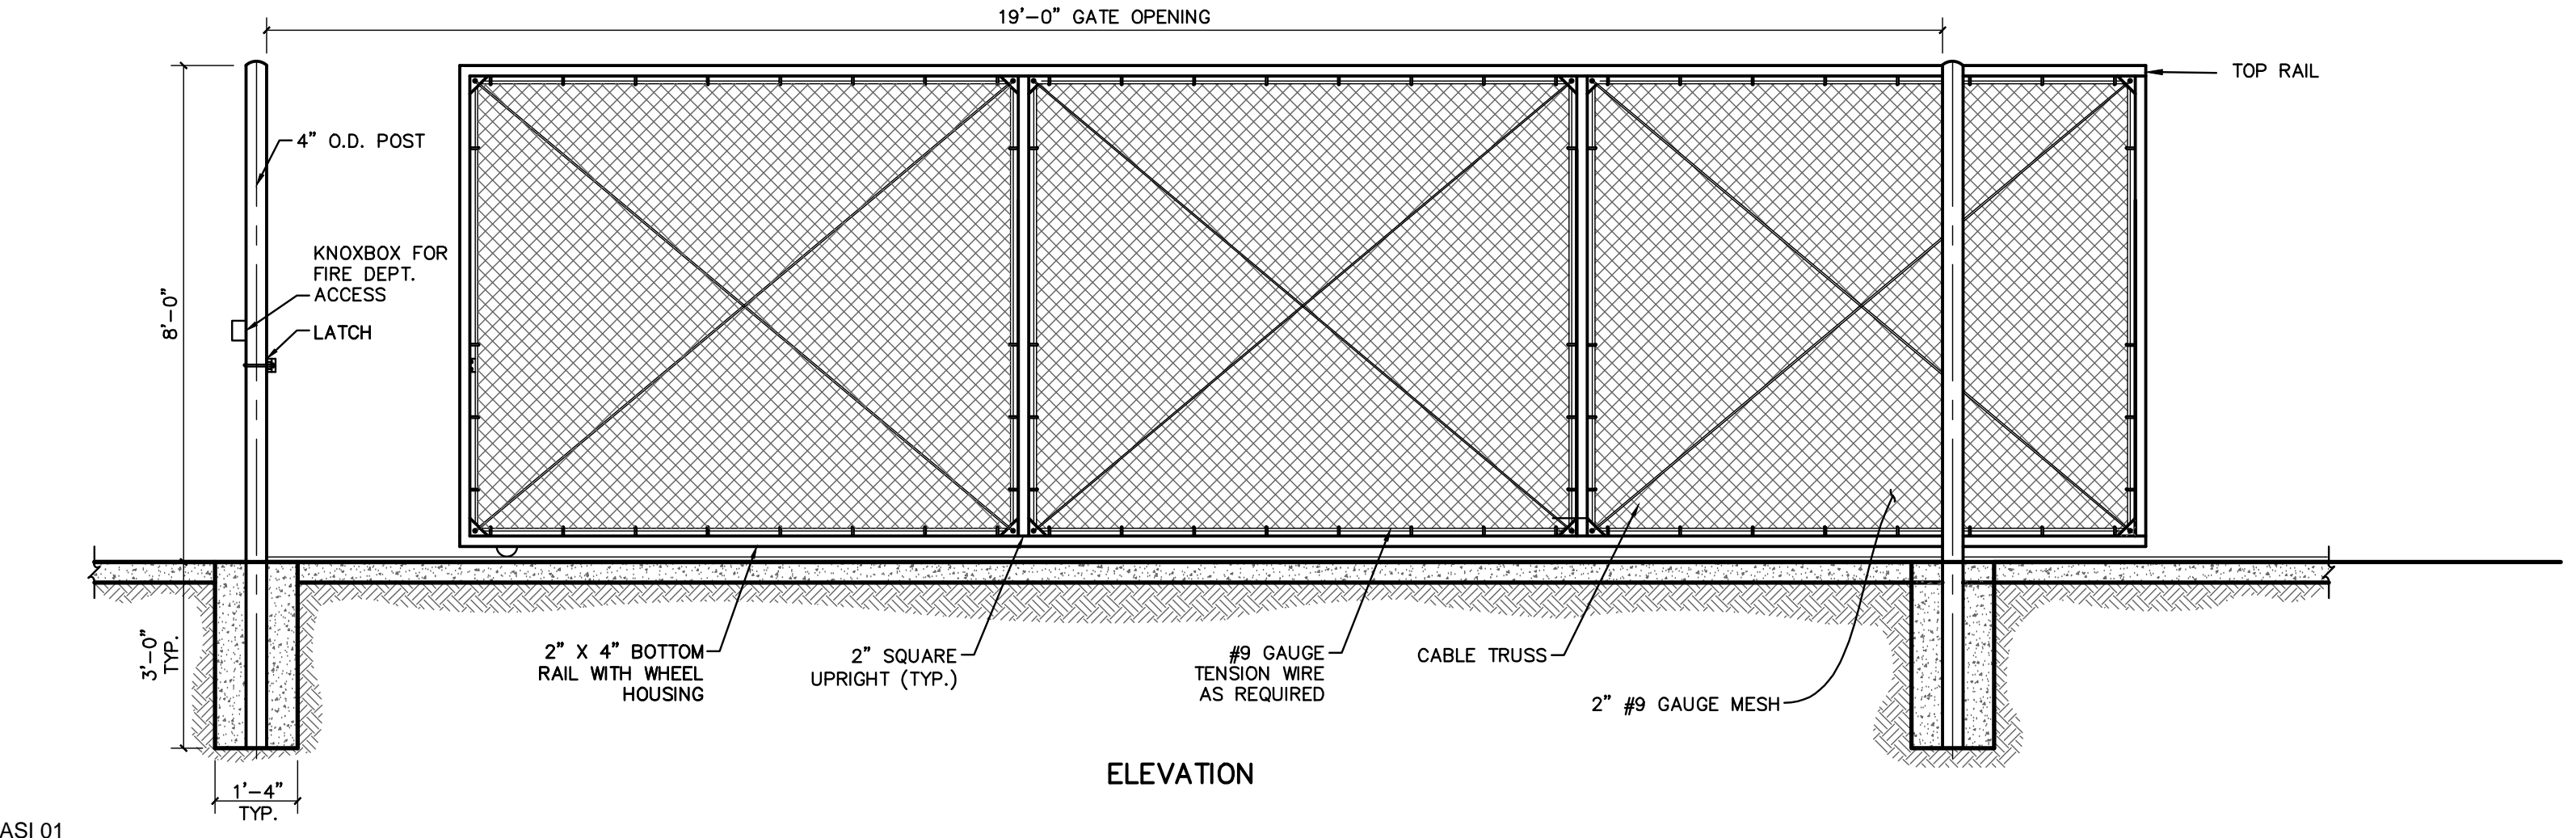 19'-0" GATE OPENING
TOP RAIL
4" O.D. POST
KNOXBOX FOR
FIRE DEPT.
ACCESS
8'-0"
LATCH
3'-0"
TYP.
2" X 4" BOTTOM
RAIL WITH WHEEL
HOUSING
2" SQUARE
UPRIGHT (TYP.)
#9 GAUGE
TENSION WIRE
AS REQUIRED
CABLE TRUSS
2" #9 GAUGE MESH
ELEVATION
1'-4"
TYP.
ASI 01